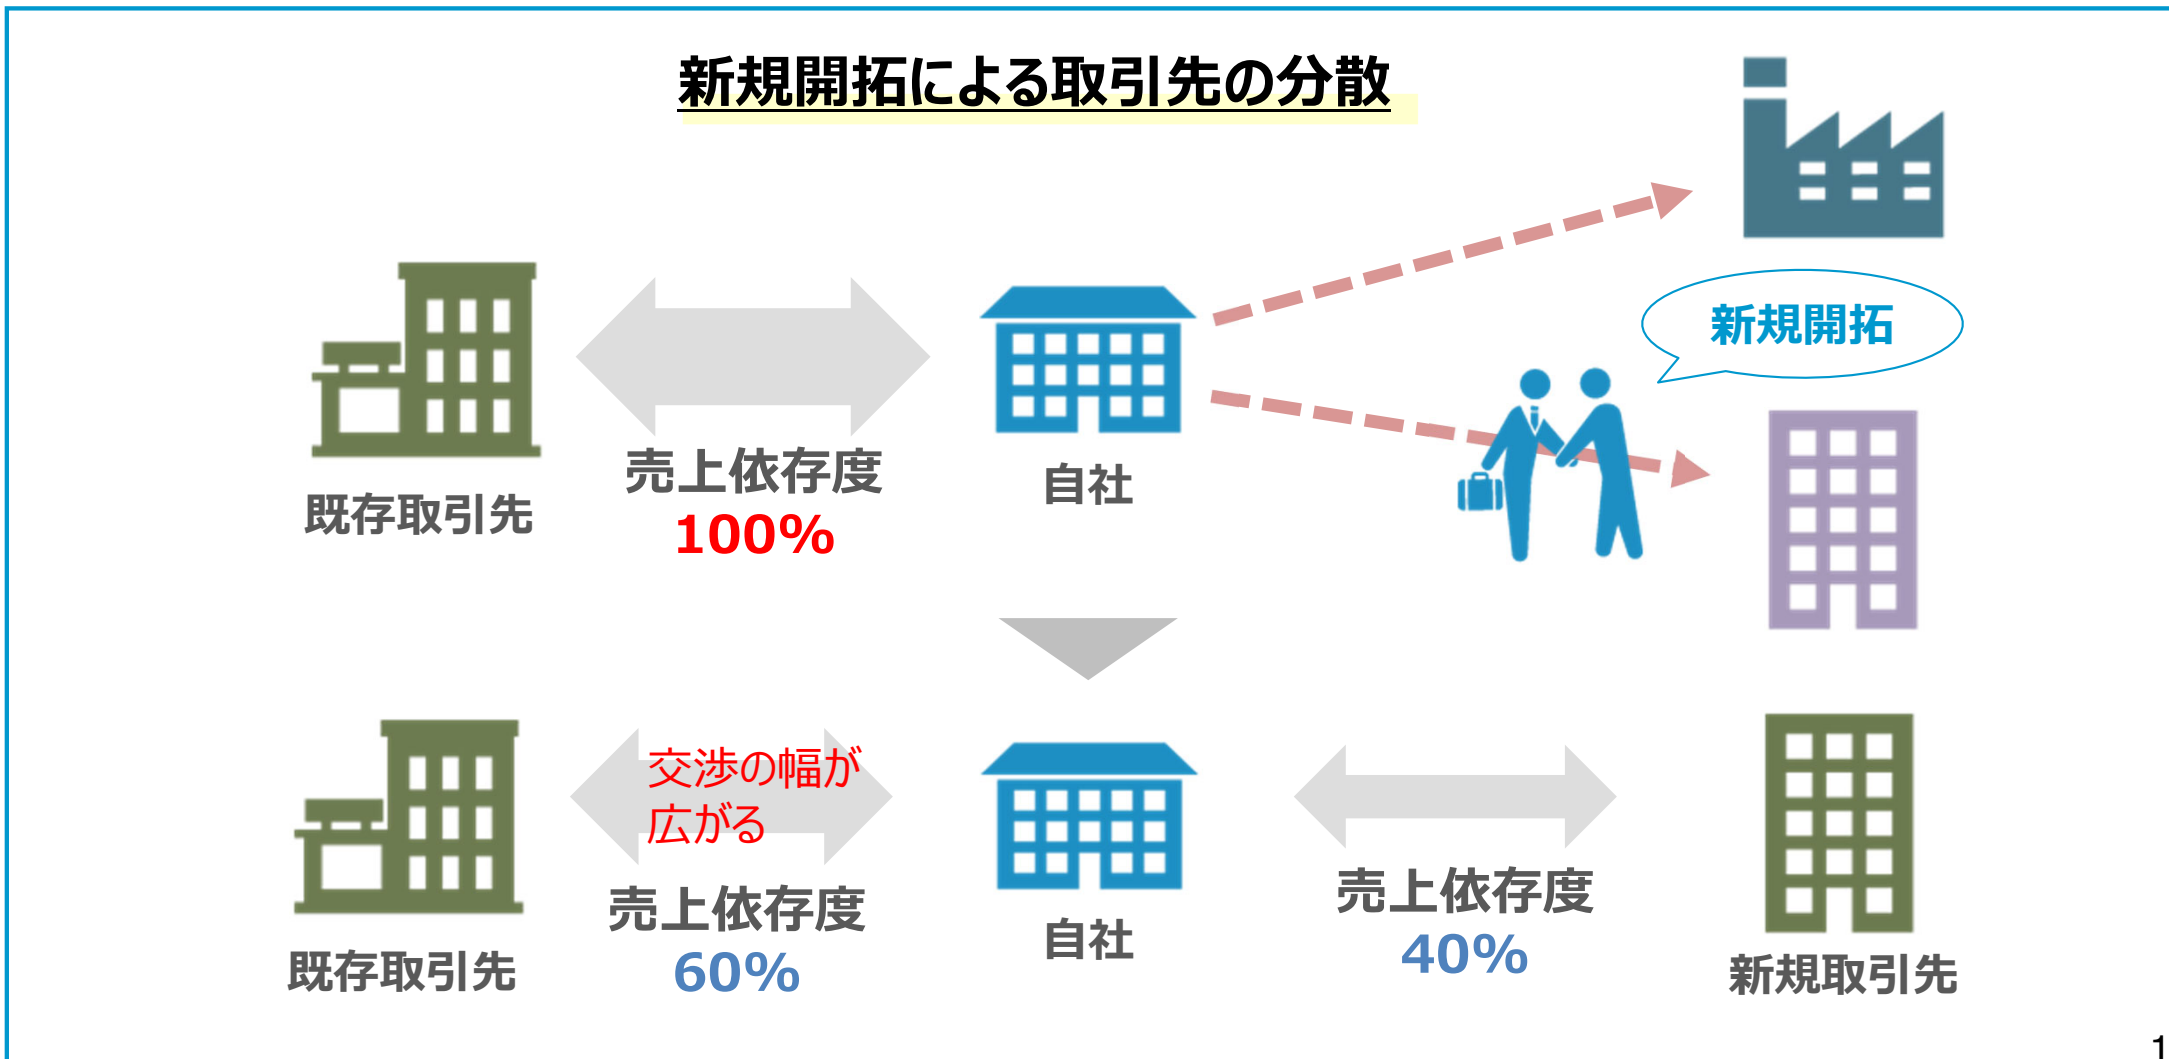 新規開拓による取引先の分散
新規開拓
既存取引先
売上依存度
100%
自社
交渉の幅が
広がる
既存取引先
売上依存度
60%
自社
売上依存度
40%
新規取引先
1